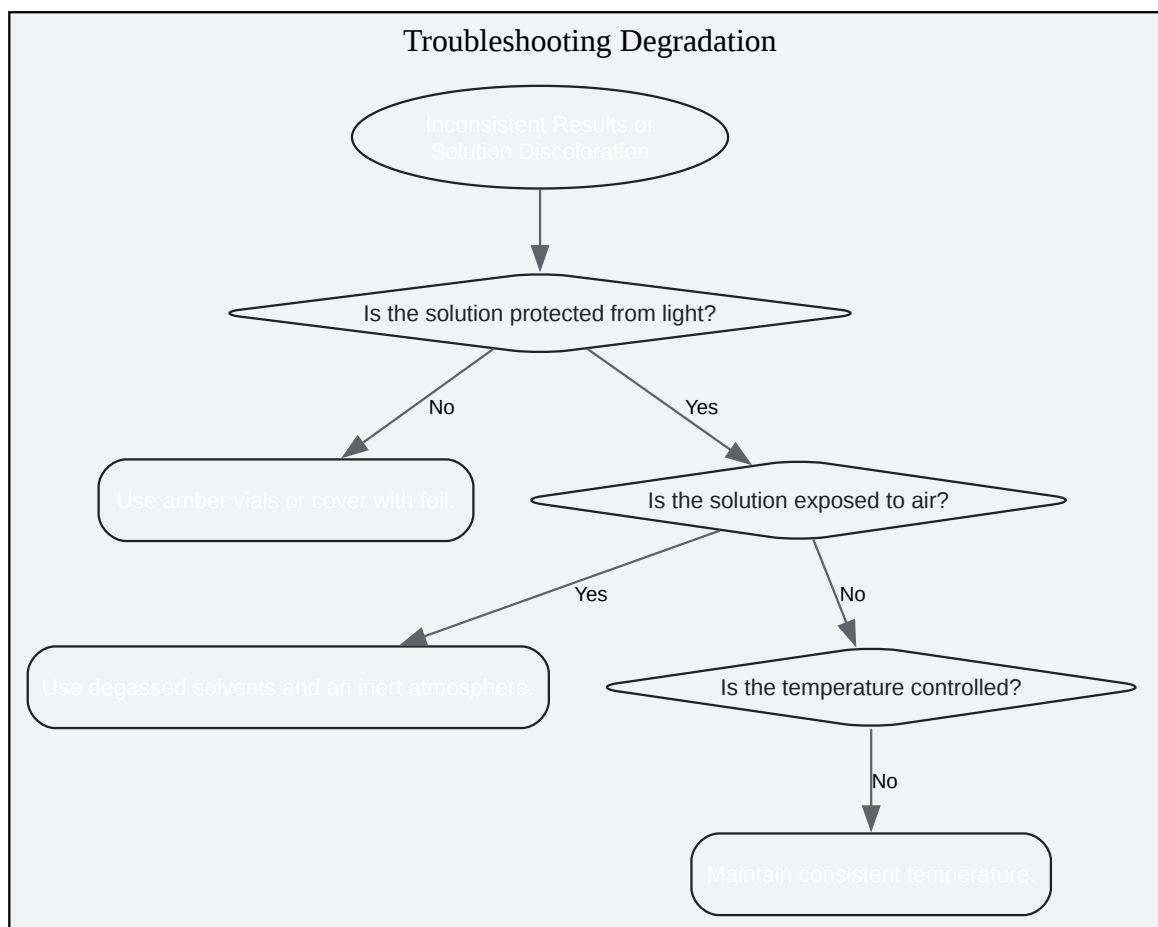 Troubleshooting Degradation
Inconsistent Results or
Solution Discoloration
Is the solution protected from light?
No
Yes
Use amber vials or cover with foil.
Is the solution exposed to air?
Yes
No
Use degassed solvents and an inert atmosphere.
Is the temperature controlled?
No
Maintain consistent temperature.